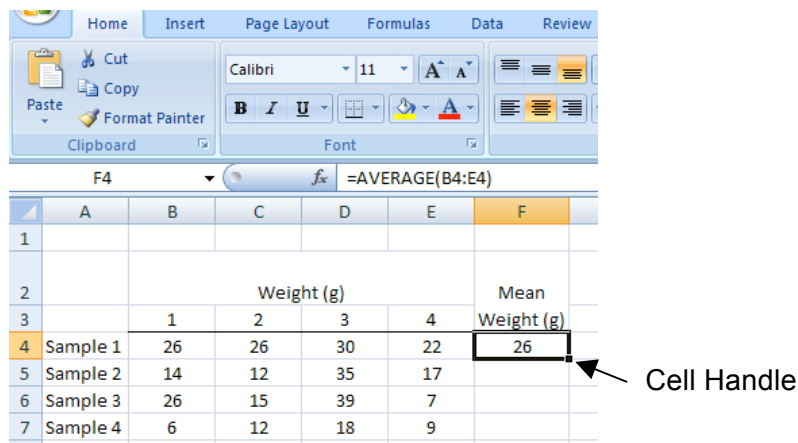 Home Insert Page Layout Formulas Data Review
Cut
Copy
Format Painter
Paste
Calibri 11 A A
B I U A
Clipboard Font
F4 fx =AVERAGE(B4:E4)
A B C D E F
1
2 Weight (g) Mean
3 1 2 3 4 Weight (g)
4 Sample 1 26 26 30 22 26
Cell Handle
5 Sample 2 14 12 35 17
6 Sample 3 26 15 39 7
7 Sample 4 6 12 18 9